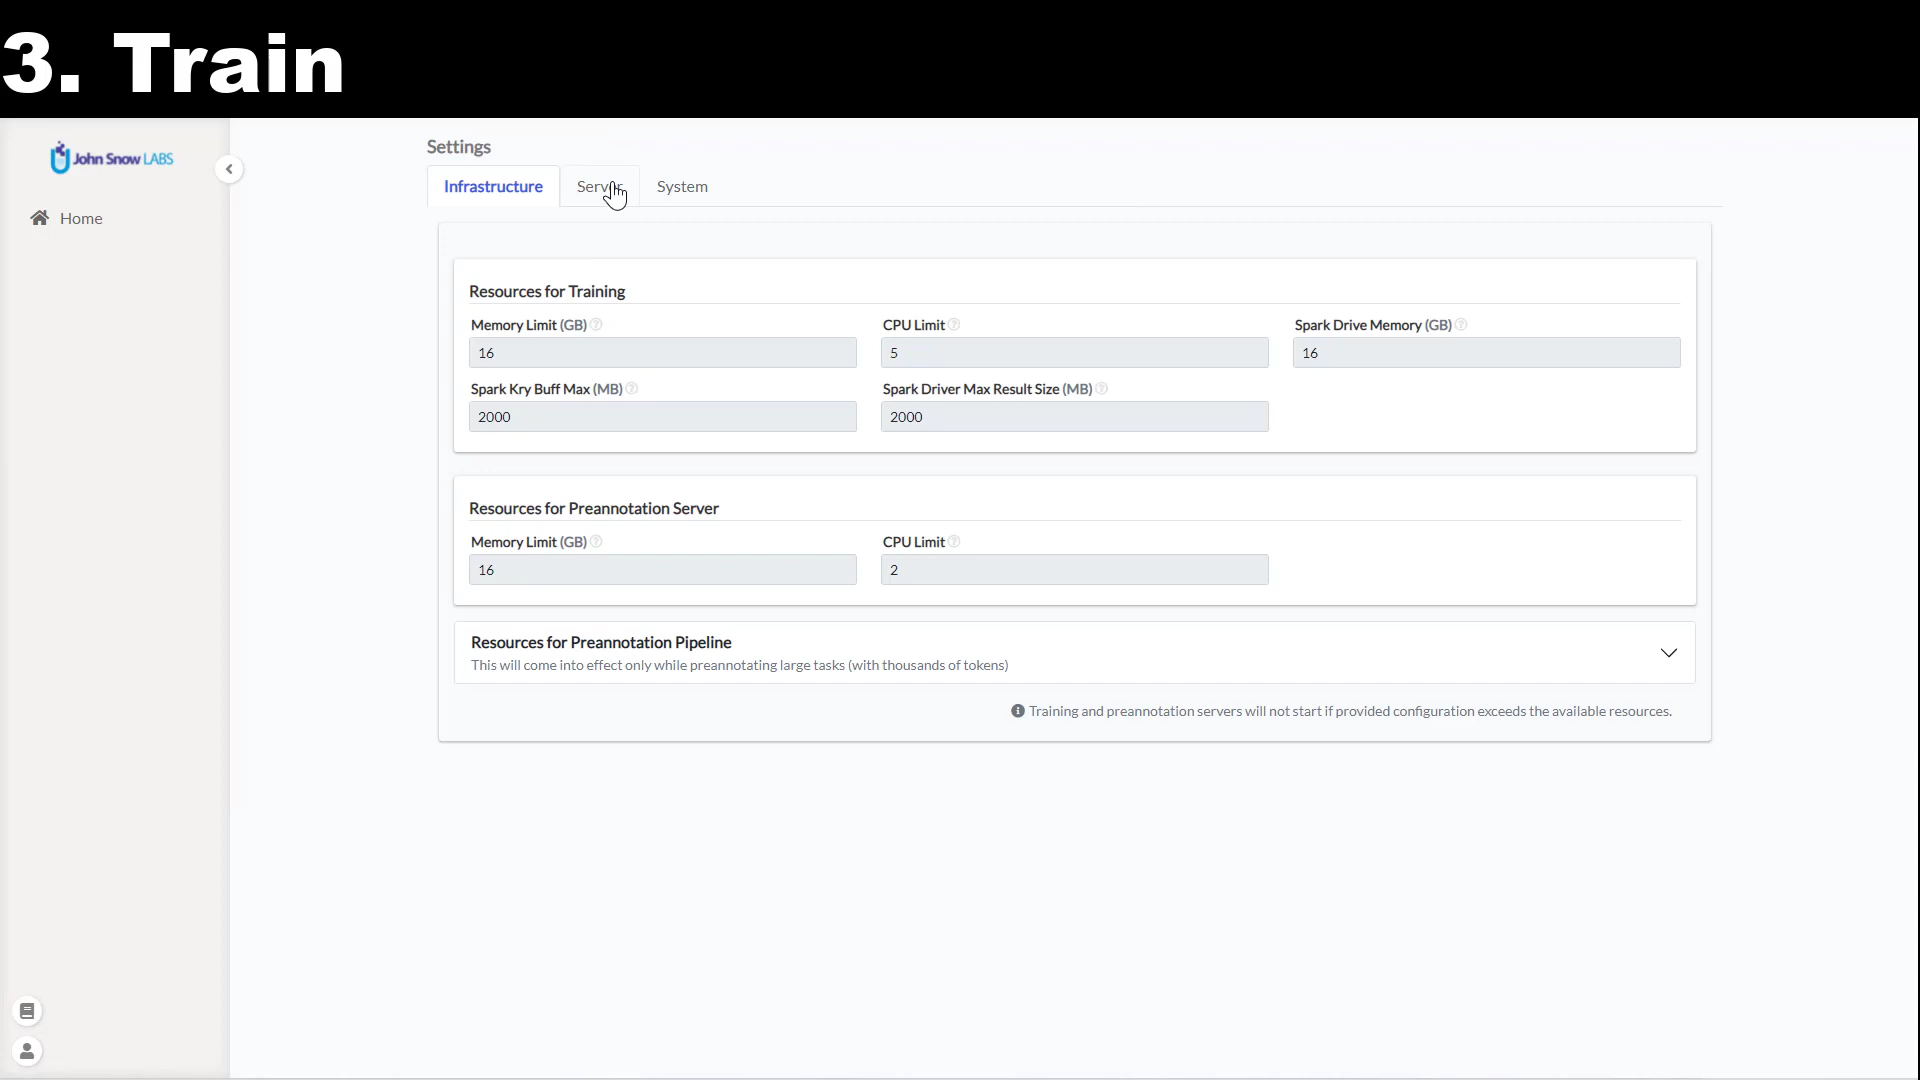 3. Train
John Snow LABS
Home
Settings
Infrastructure
Server
System
Resources for Training
Memory Limit (GB)
CPU Limit
Spark Drive Memory (GB)
16
5
16
Spark Kry Buff Max (MB)
Spark Driver Max Result Size (MB)
2000
2000
Resources for Preannotation Server
Memory Limit (GB)
CPU Limit
16
2
Resources for Preannotation Pipeline
This will come into effect only while preannotating large tasks (with thousands of tokens)
Training and preannotation servers will not start if provided configuration exceeds the available resources.